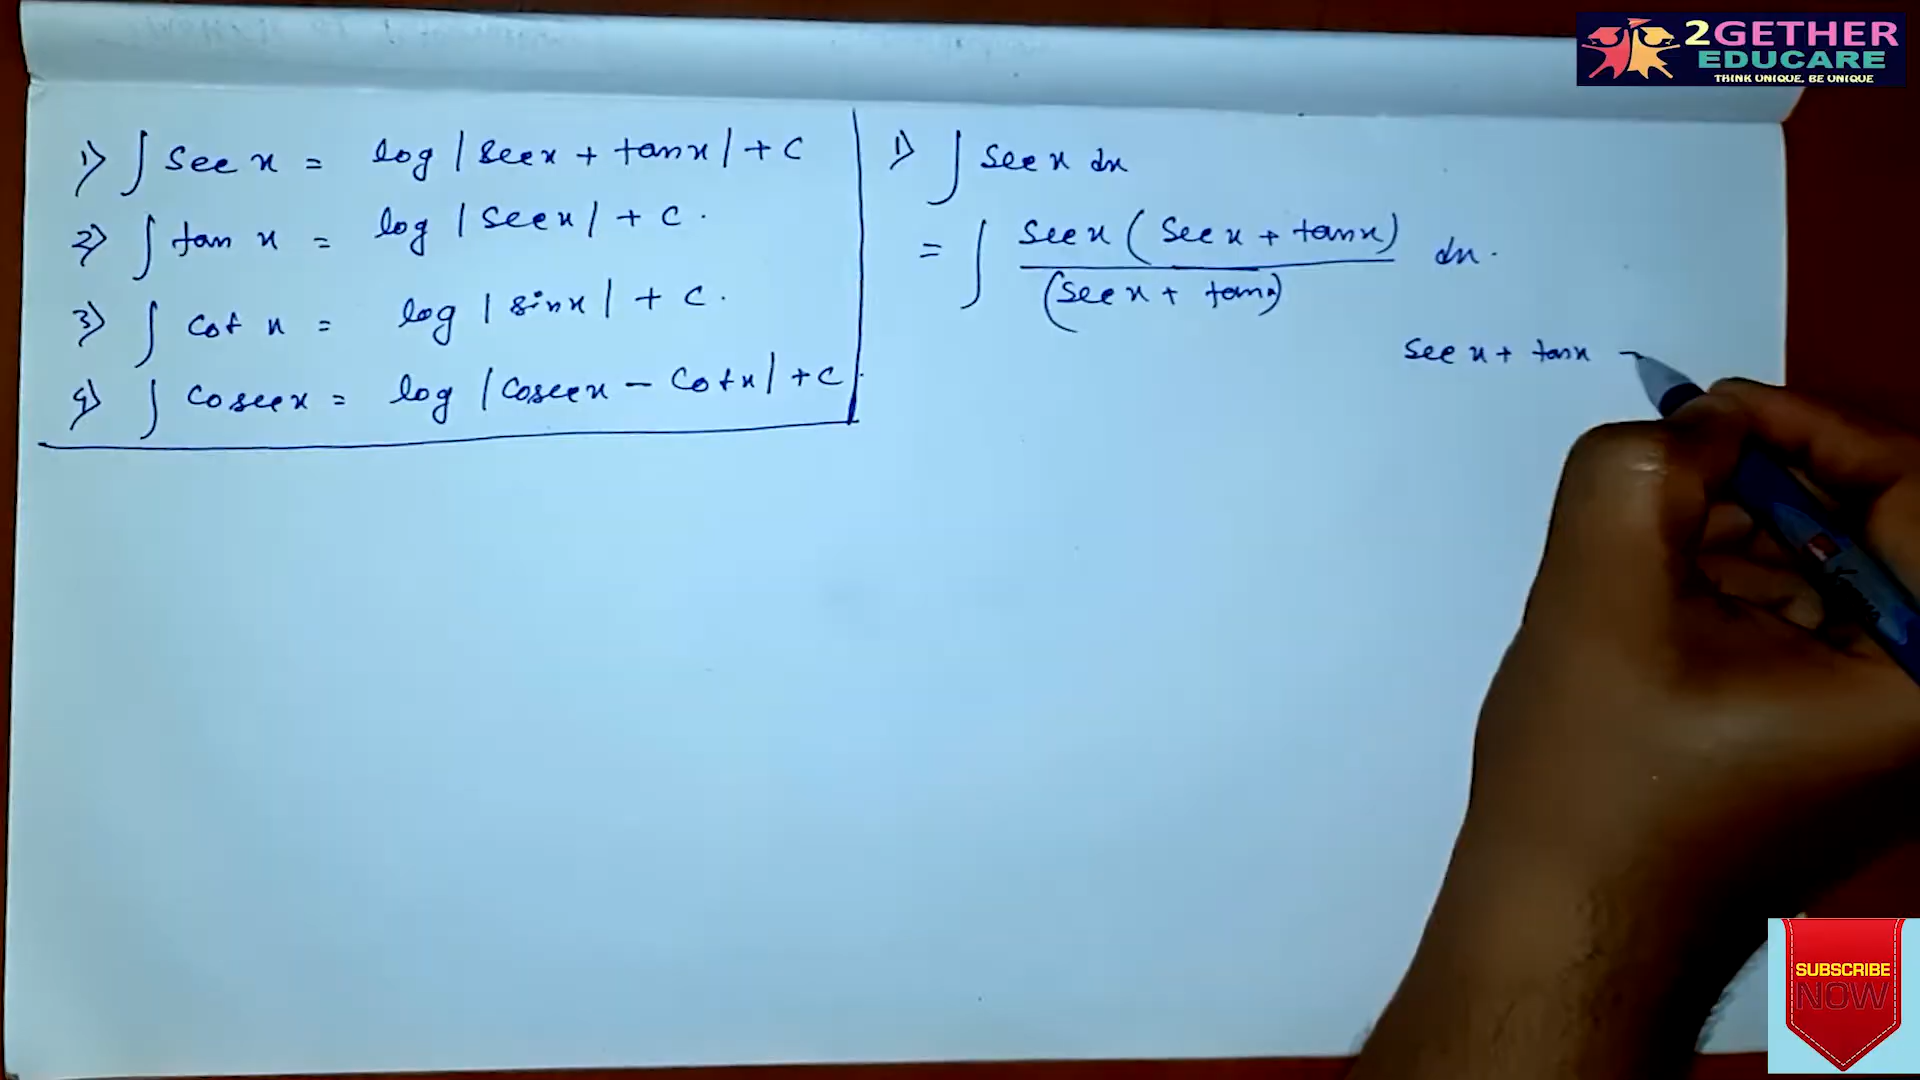 1) ∫ sec x = log |sec x + tan x| + c
2) ∫ tan x = log |sec x| + c.
3) ∫ cot x = log |sin x| + c.
4) ∫ cosec x = log |cosec x - cot x| + c.
1) ∫ sec x dx
= ∫ sec x (sec x + tan x) / (sec x + tan x) dx.
sec x + tan x
2GETHER
EDUCARE
THINK UNIQUE, BE UNIQUE
SUBSCRIBE
NOW